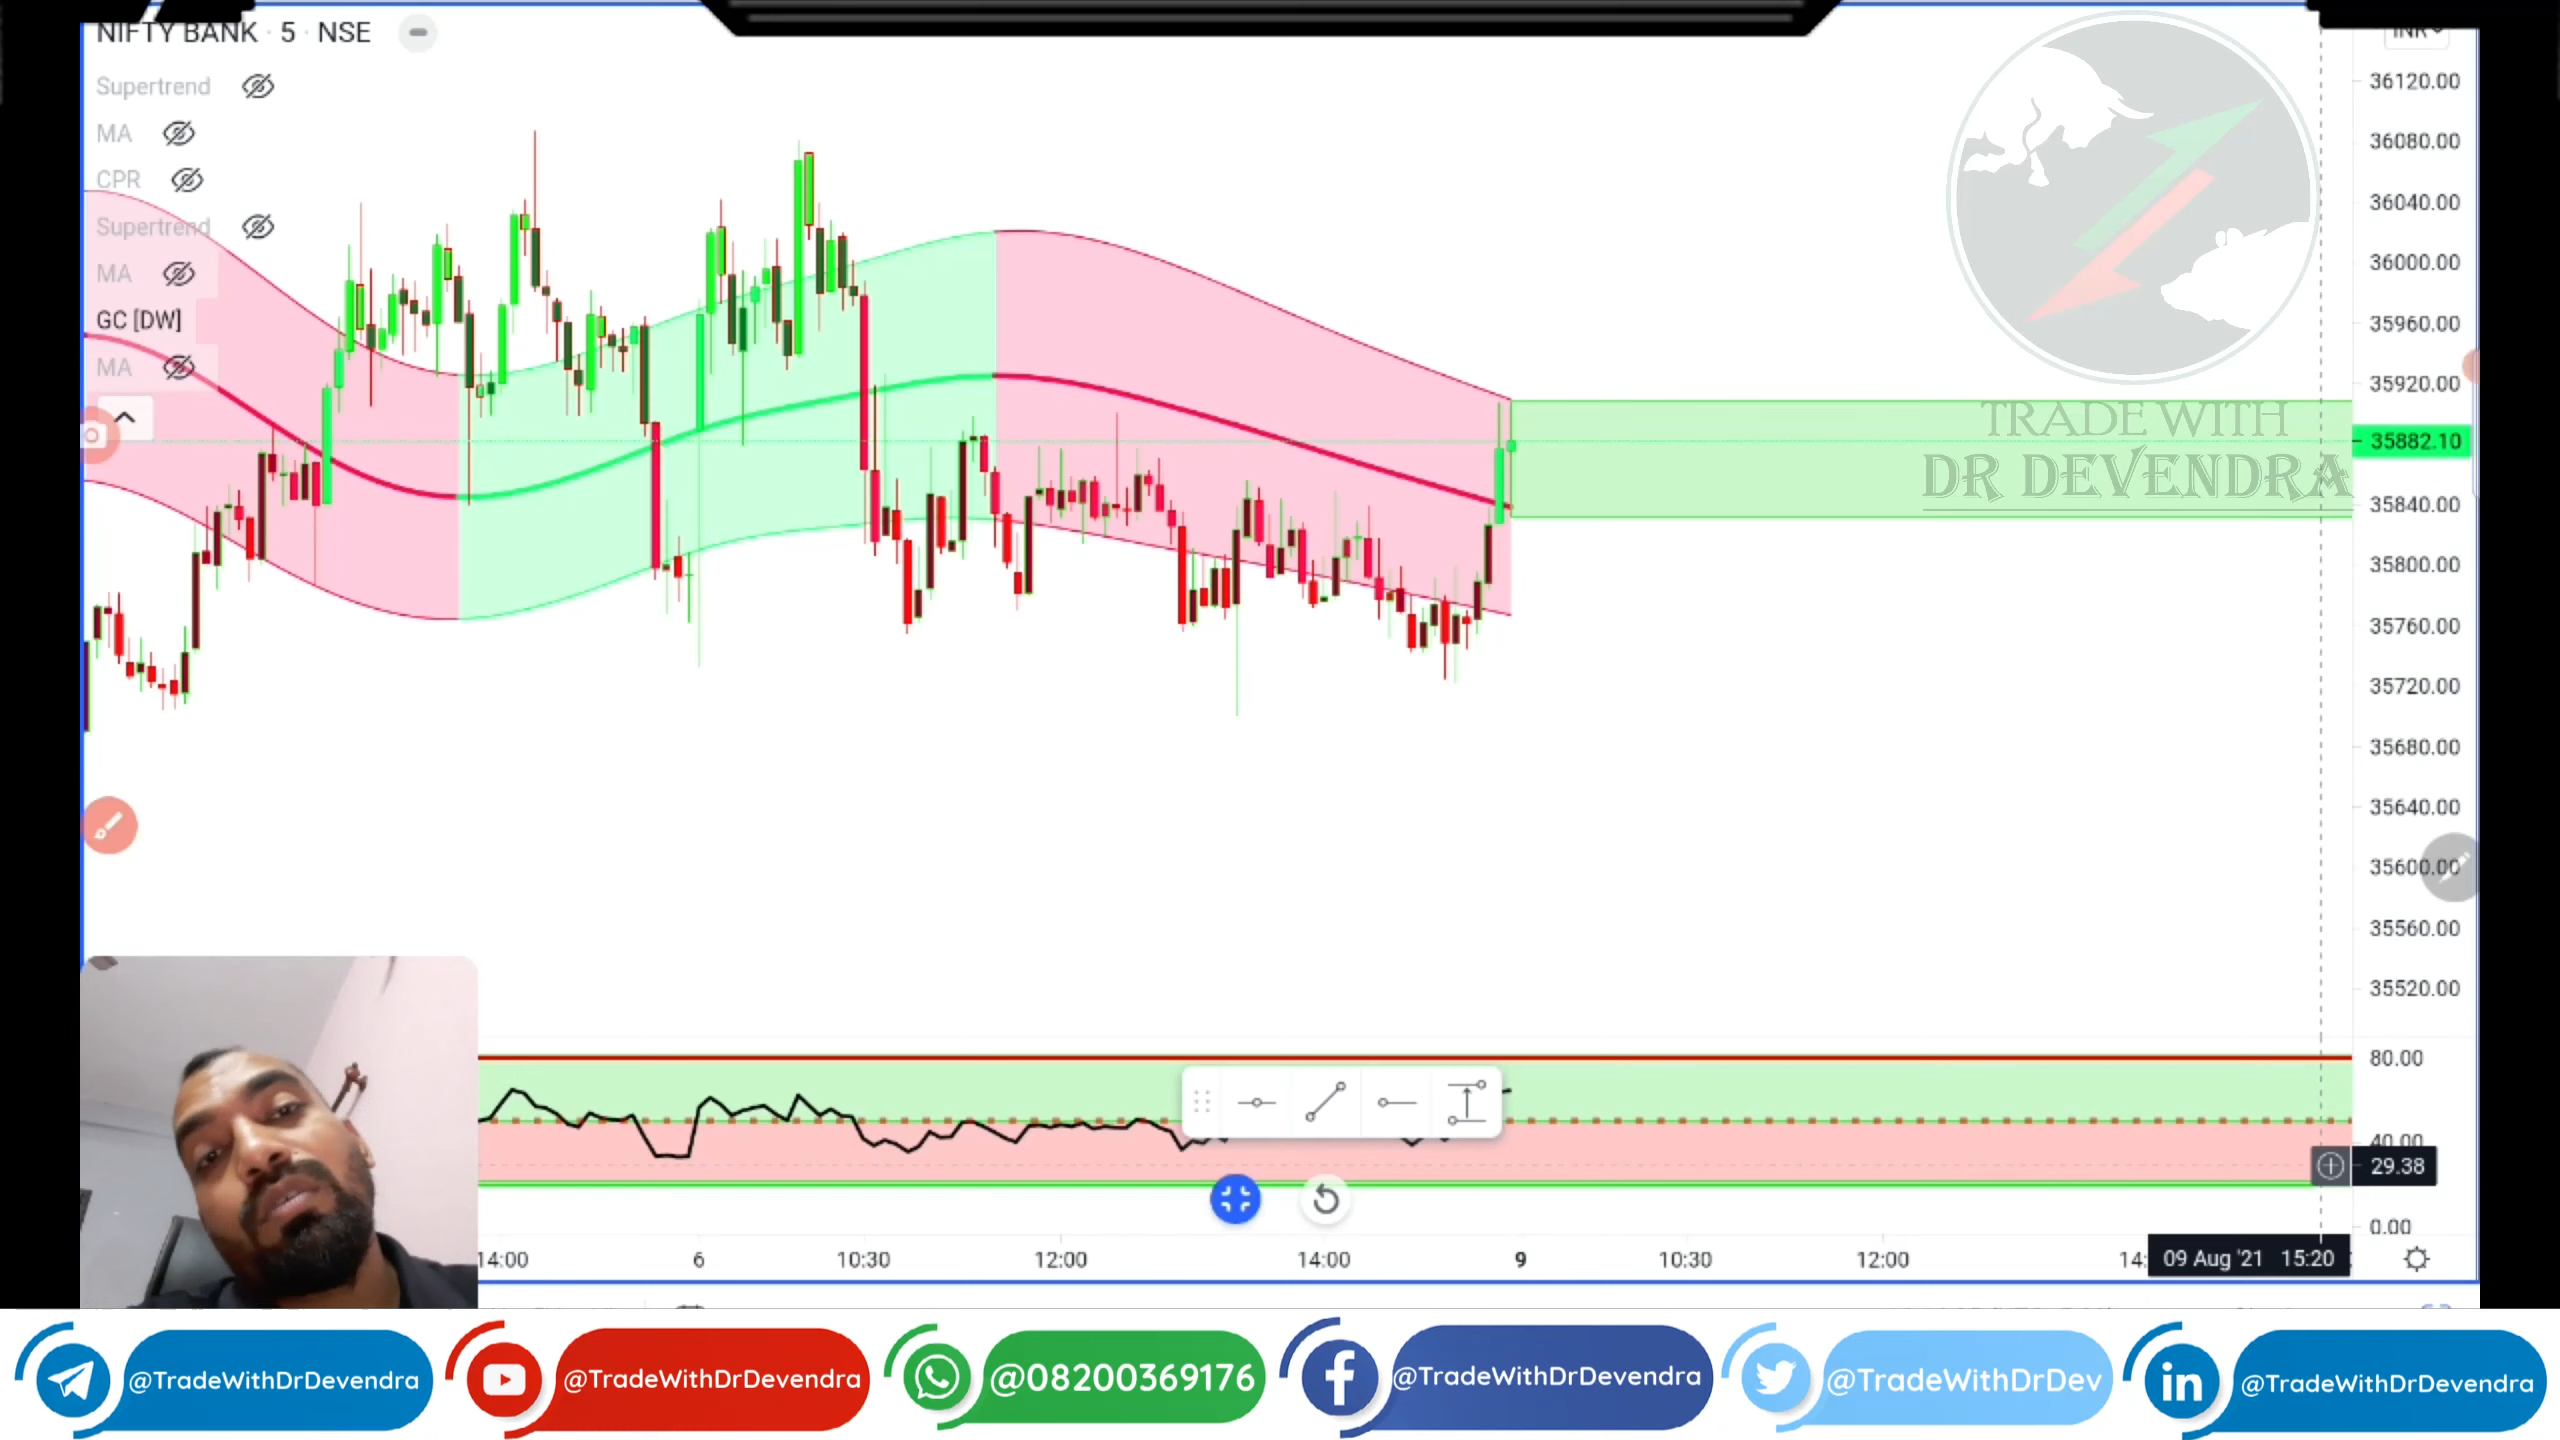 NIFTY BANK · 5 · NSE
INR
Supertrend
MA
CPR
Supertrend
MA
GC [DW]
MA
36120.00
36080.00
36040.00
36000.00
35960.00
35920.00
35882.10
35840.00
35800.00
35760.00
35720.00
35680.00
35640.00
35600.00
35560.00
35520.00
TRADE WITH
DR DEVENDRA
80.00
40.00
29.38
0.00
14:00 6 10:30 12:00 14:00 9 10:30 12:00 14: 09 Aug '21 15:20
@TradeWithDrDevendra @TradeWithDrDevendra @08200369176 @TradeWithDrDevendra @TradeWithDrDev @TradeWithDrDevendra